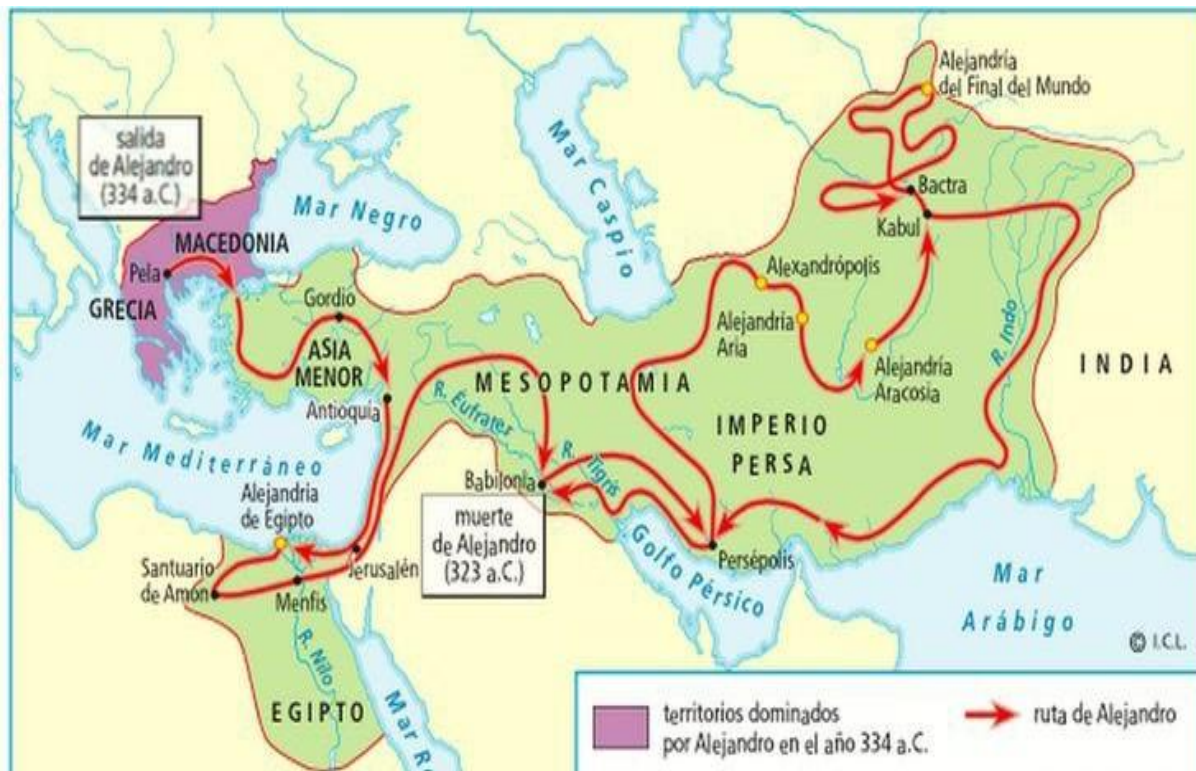 salida
de Alejandro
(334 a.C.)
Mar Negro
MACEDONIA
Pela
GRECIA
Gordio
ASIA
MENOR
Antioquía
Mar Mediterráneo
Alejandría
de Egipto
Santuario
de Amón
Menfis
Jerusalén
R. Nilo
EGIPTO
Mar
Mar Caspio
MESOPOTAMIA
R. Éufrates
R. Tigris
Babilonia
muerte
de Alejandro
(323 a.C.)
Golfo Pérsico
Persépolis
IMPERIO
PERSA
Alexandrópolis
Alejandría
Aria
Alejandría
Aracosia
Alejandría
del Final del Mundo
Bactra
Kabul
R. Indo
INDIA
Mar
Arábigo
© I.C.L.
territorios dominados
por Alejandro en el año 334 a.C.
ruta de Alejandro